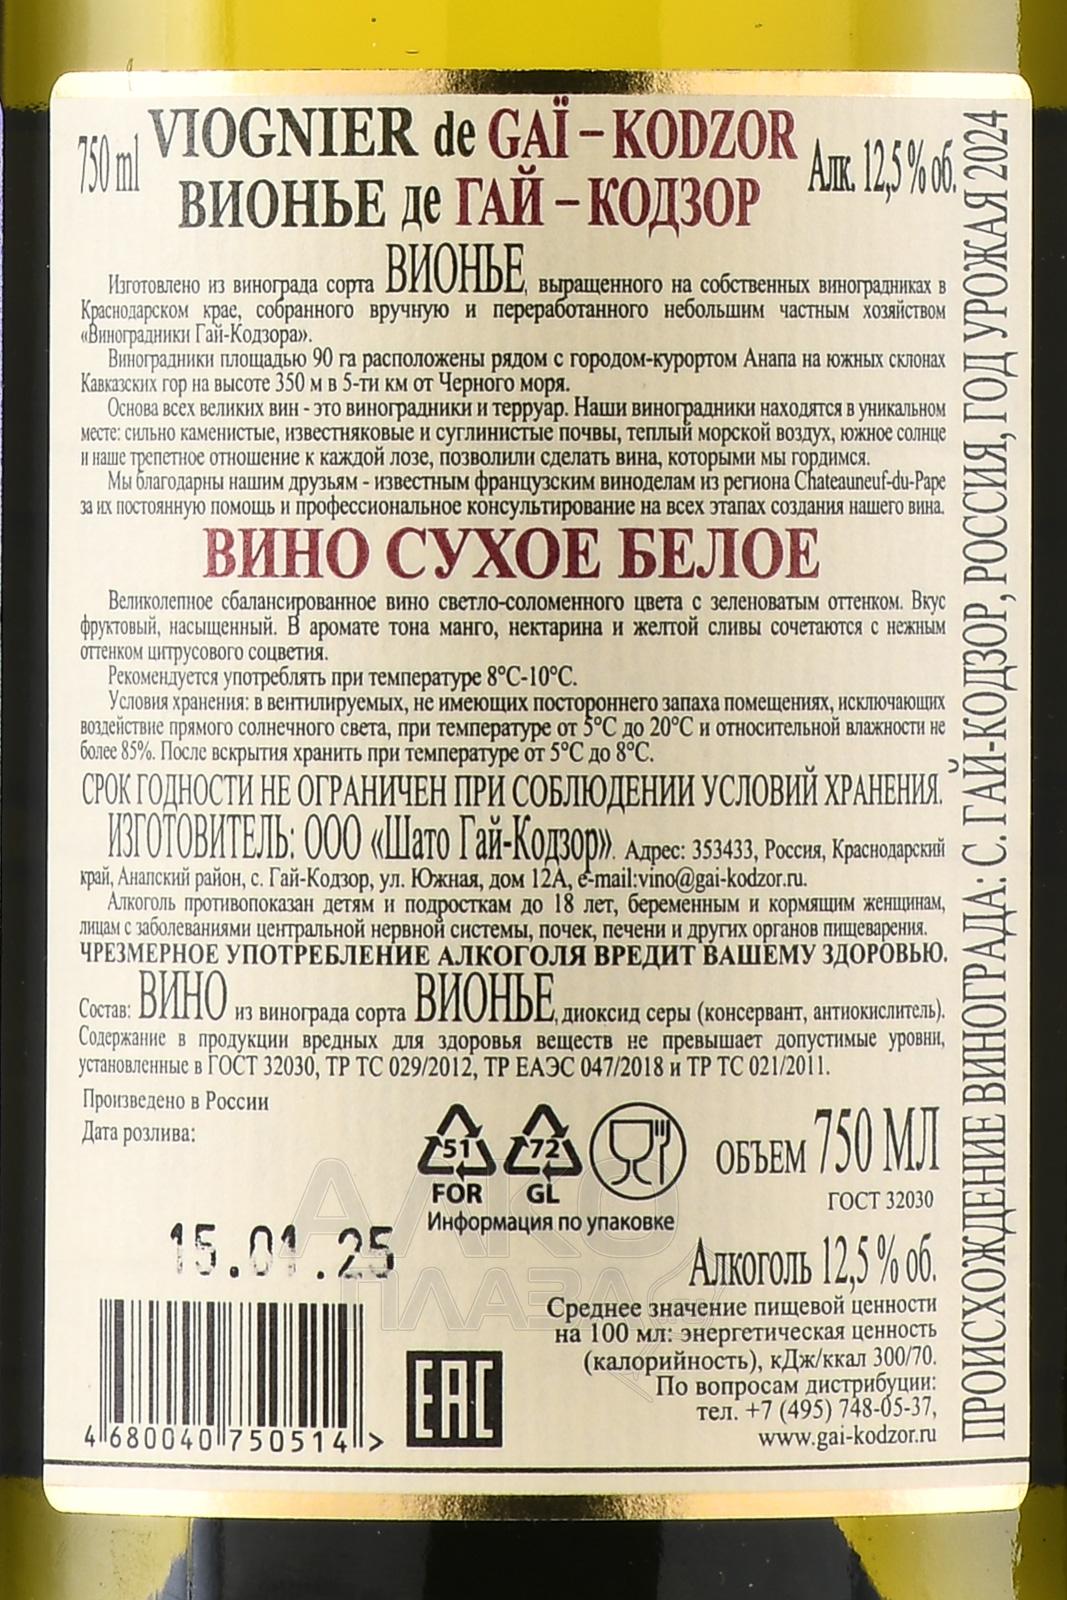 750 ml
VIOGNIER de GAÏ – KODZOR
Алк. 12,5 % об.
ВИОНЬЕ де ГАЙ – КОДЗОР
Изготовлено из винограда сорта ВИОНЬЕ, выращенного на собственных виноградниках в
Краснодарском крае, собранного вручную и переработанного небольшим частным хозяйством
«Виноградники Гай-Кодзора».
Виноградники площадью 90 га расположены рядом с городом-курортом Анапа на южных склонах
Кавказских гор на высоте 350 м в 5-ти км от Черного моря.
Основа всех великих вин - это виноградники и терруар. Наши виноградники находятся в уникальном
месте: сильно каменистые, известняковые и суглинистые почвы, теплый морской воздух, южное солнце
и наше трепетное отношение к каждой лозе, позволили сделать вина, которыми мы гордимся.
Мы благодарны нашим друзьям - известным французским виноделам из региона Chateauneuf-du-Pape
за их постоянную помощь и профессиональное консультирование на всех этапах создания нашего вина.
ВИНО СУХОЕ БЕЛОЕ
Великолепное сбалансированное вино светло-соломенного цвета с зеленоватым оттенком. Вкус
фруктовый, насыщенный. В аромате тона манго, нектарина и желтой сливы сочетаются с нежным
оттенком цитрусового соцветия.
Рекомендуется употреблять при температуре 8°С-10°С.
Условия хранения: в вентилируемых, не имеющих постороннего запаха помещениях, исключающих
воздействие прямого солнечного света, при температуре от 5°С до 20°С и относительной влажности не
более 85%. После вскрытия хранить при температуре от 5°С до 8°С.
СРОК ГОДНОСТИ НЕ ОГРАНИЧЕН ПРИ СОБЛЮДЕНИИ УСЛОВИЙ ХРАНЕНИЯ.
ИЗГОТОВИТЕЛЬ: ООО «Шато Гай-Кодзор». Адрес: 353433, Россия, Краснодарский
край, Анапский район, с. Гай-Кодзор, ул. Южная, дом 12А, e-mail:vino@gai-kodzor.ru.
Алкоголь противопоказан детям и подросткам до 18 лет, беременным и кормящим женщинам,
лицам с заболеваниями центральной нервной системы, почек, печени и других органов пищеварения.
ЧРЕЗМЕРНОЕ УПОТРЕБЛЕНИЕ АЛКОГОЛЯ ВРЕДИТ ВАШЕМУ ЗДОРОВЬЮ.
Состав: ВИНО из винограда сорта ВИОНЬЕ, диоксид серы (консервант, антиокислитель).
Содержание в продукции вредных для здоровья веществ не превышает допустимые уровни,
установленные в ГОСТ 32030, ТР ТС 029/2012, ТР ЕАЭС 047/2018 и ТР ТС 021/2011.
Произведено в России
Дата розлива:
15.01.25
51
FOR
72
GL
Информация по упаковке
ОБЪЕМ 750 МЛ
ГОСТ 32030
Алкоголь 12,5 % об.
Среднее значение пищевой ценности
на 100 мл: энергетическая ценность
(калорийность), кДж/ккал 300/70.
По вопросам дистрибуции:
тел. +7 (495) 748-05-37,
www.gai-kodzor.ru
4 680040 750514 >
EAC
ПРОИСХОЖДЕНИЕ ВИНОГРАДА: С. ГАЙ-КОДЗОР, РОССИЯ, ГОД УРОЖАЯ 2024
АЛКО
ПЛАЗА.ru